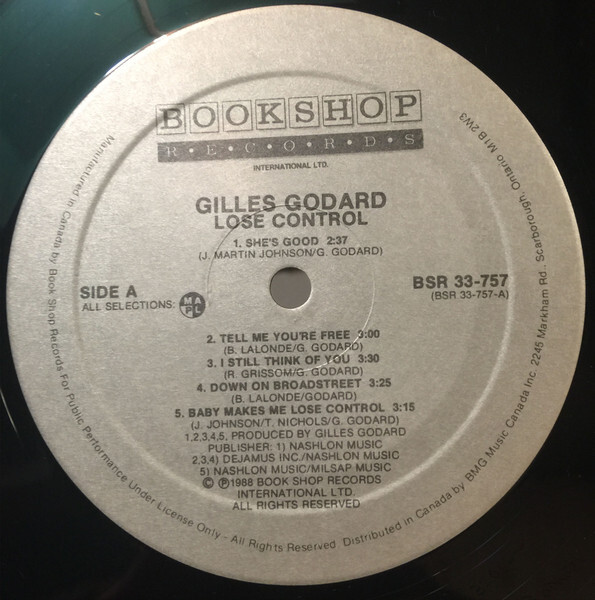 BOOKSHOP
R•E•C•O•R•D•S
INTERNATIONAL LTD.
GILLES GODARD
LOSE CONTROL
1. SHE'S GOOD 2:37
(J. MARTIN JOHNSON/G. GODARD)
SIDE A
ALL SELECTIONS:
MAPL
BSR 33-757
(BSR 33-757-A)
2. TELL ME YOU'RE FREE 3:00
(B. LALONDE/G. GODARD)
3. I STILL THINK OF YOU 3:30
(R. GRISSOM/G. GODARD)
4. DOWN ON BROADSTREET 3:25
(B. LALONDE/GODARD)
5. BABY MAKES ME LOSE CONTROL 3:15
(J. JOHNSON/T. NICHOLS/G. GODARD)
1,2,3,4,5, PRODUCED BY GILLES GODARD
PUBLISHER: 1) NASHLON MUSIC
2,3,4) DEJAMUS INC./NASHLON MUSIC
5) NASHLON MUSIC/MILSAP MUSIC
© ℗1988 BOOK SHOP RECORDS
INTERNATIONAL LTD.
ALL RIGHTS RESERVED
Manufactured in Canada by Book Shop Records For Public Performance Under License Only - All Rights Reserved. Distributed in Canada by BMG Music Canada Inc. 2245 Markham Rd. Scarborough, Ontario M1B 2W3